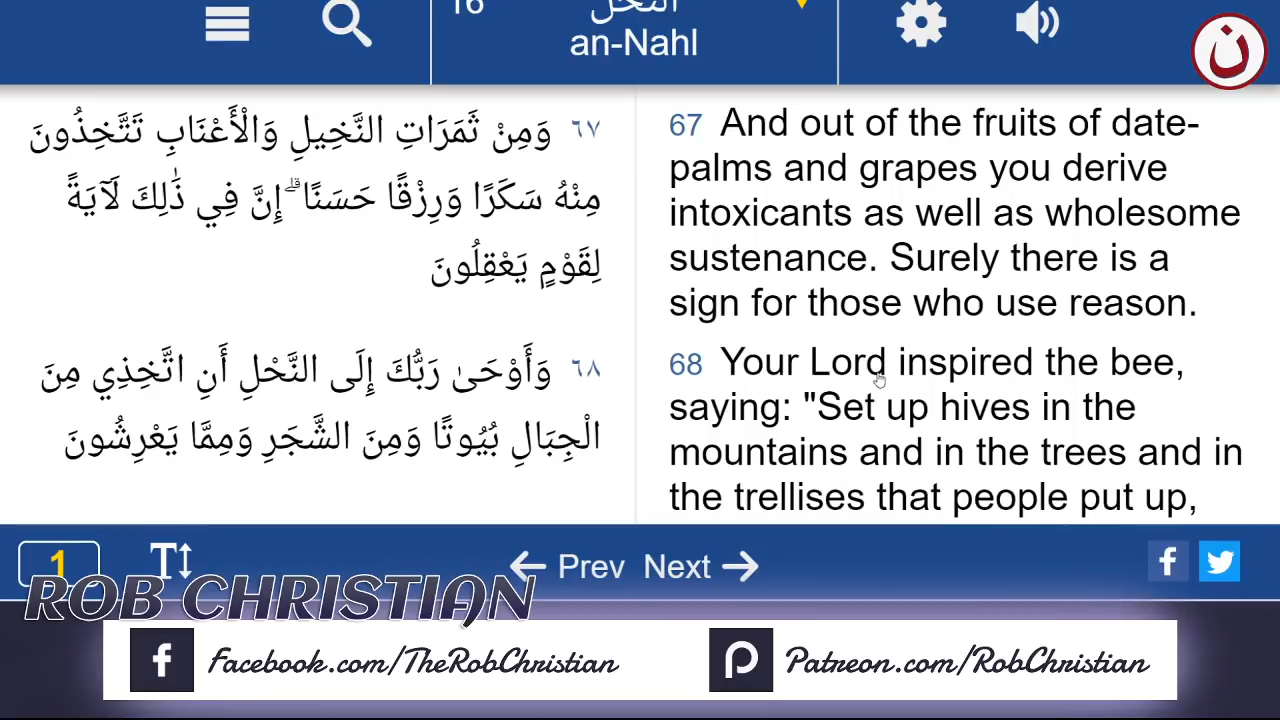 16
النحل
an-Nahl
ن
٦٧ وَمِنْ ثَمَرَاتِ النَّخِيلِ وَالْأَعْنَابِ تَتَّخِذُونَ
مِنْهُ سَكَرًا وَرِزْقًا حَسَنًا ۗ إِنَّ فِي ذَٰلِكَ لَآيَةً
لِقَوْمٍ يَعْقِلُونَ
٦٨ وَأَوْحَىٰ رَبُّكَ إِلَى النَّحْلِ أَنِ اتَّخِذِي مِنَ
الْجِبَالِ بُيُوتًا وَمِنَ الشَّجَرِ وَمِمَّا يَعْرِشُونَ
67 And out of the fruits of date-
palms and grapes you derive
intoxicants as well as wholesome
sustenance. Surely there is a
sign for those who use reason.
68 Your Lord inspired the bee,
saying: "Set up hives in the
mountains and in the trees and in
the trellises that people put up,
1
T
Prev Next
ROB CHRISTIAN
Facebook.com/TheRobChristian
Patreon.com/RobChristian